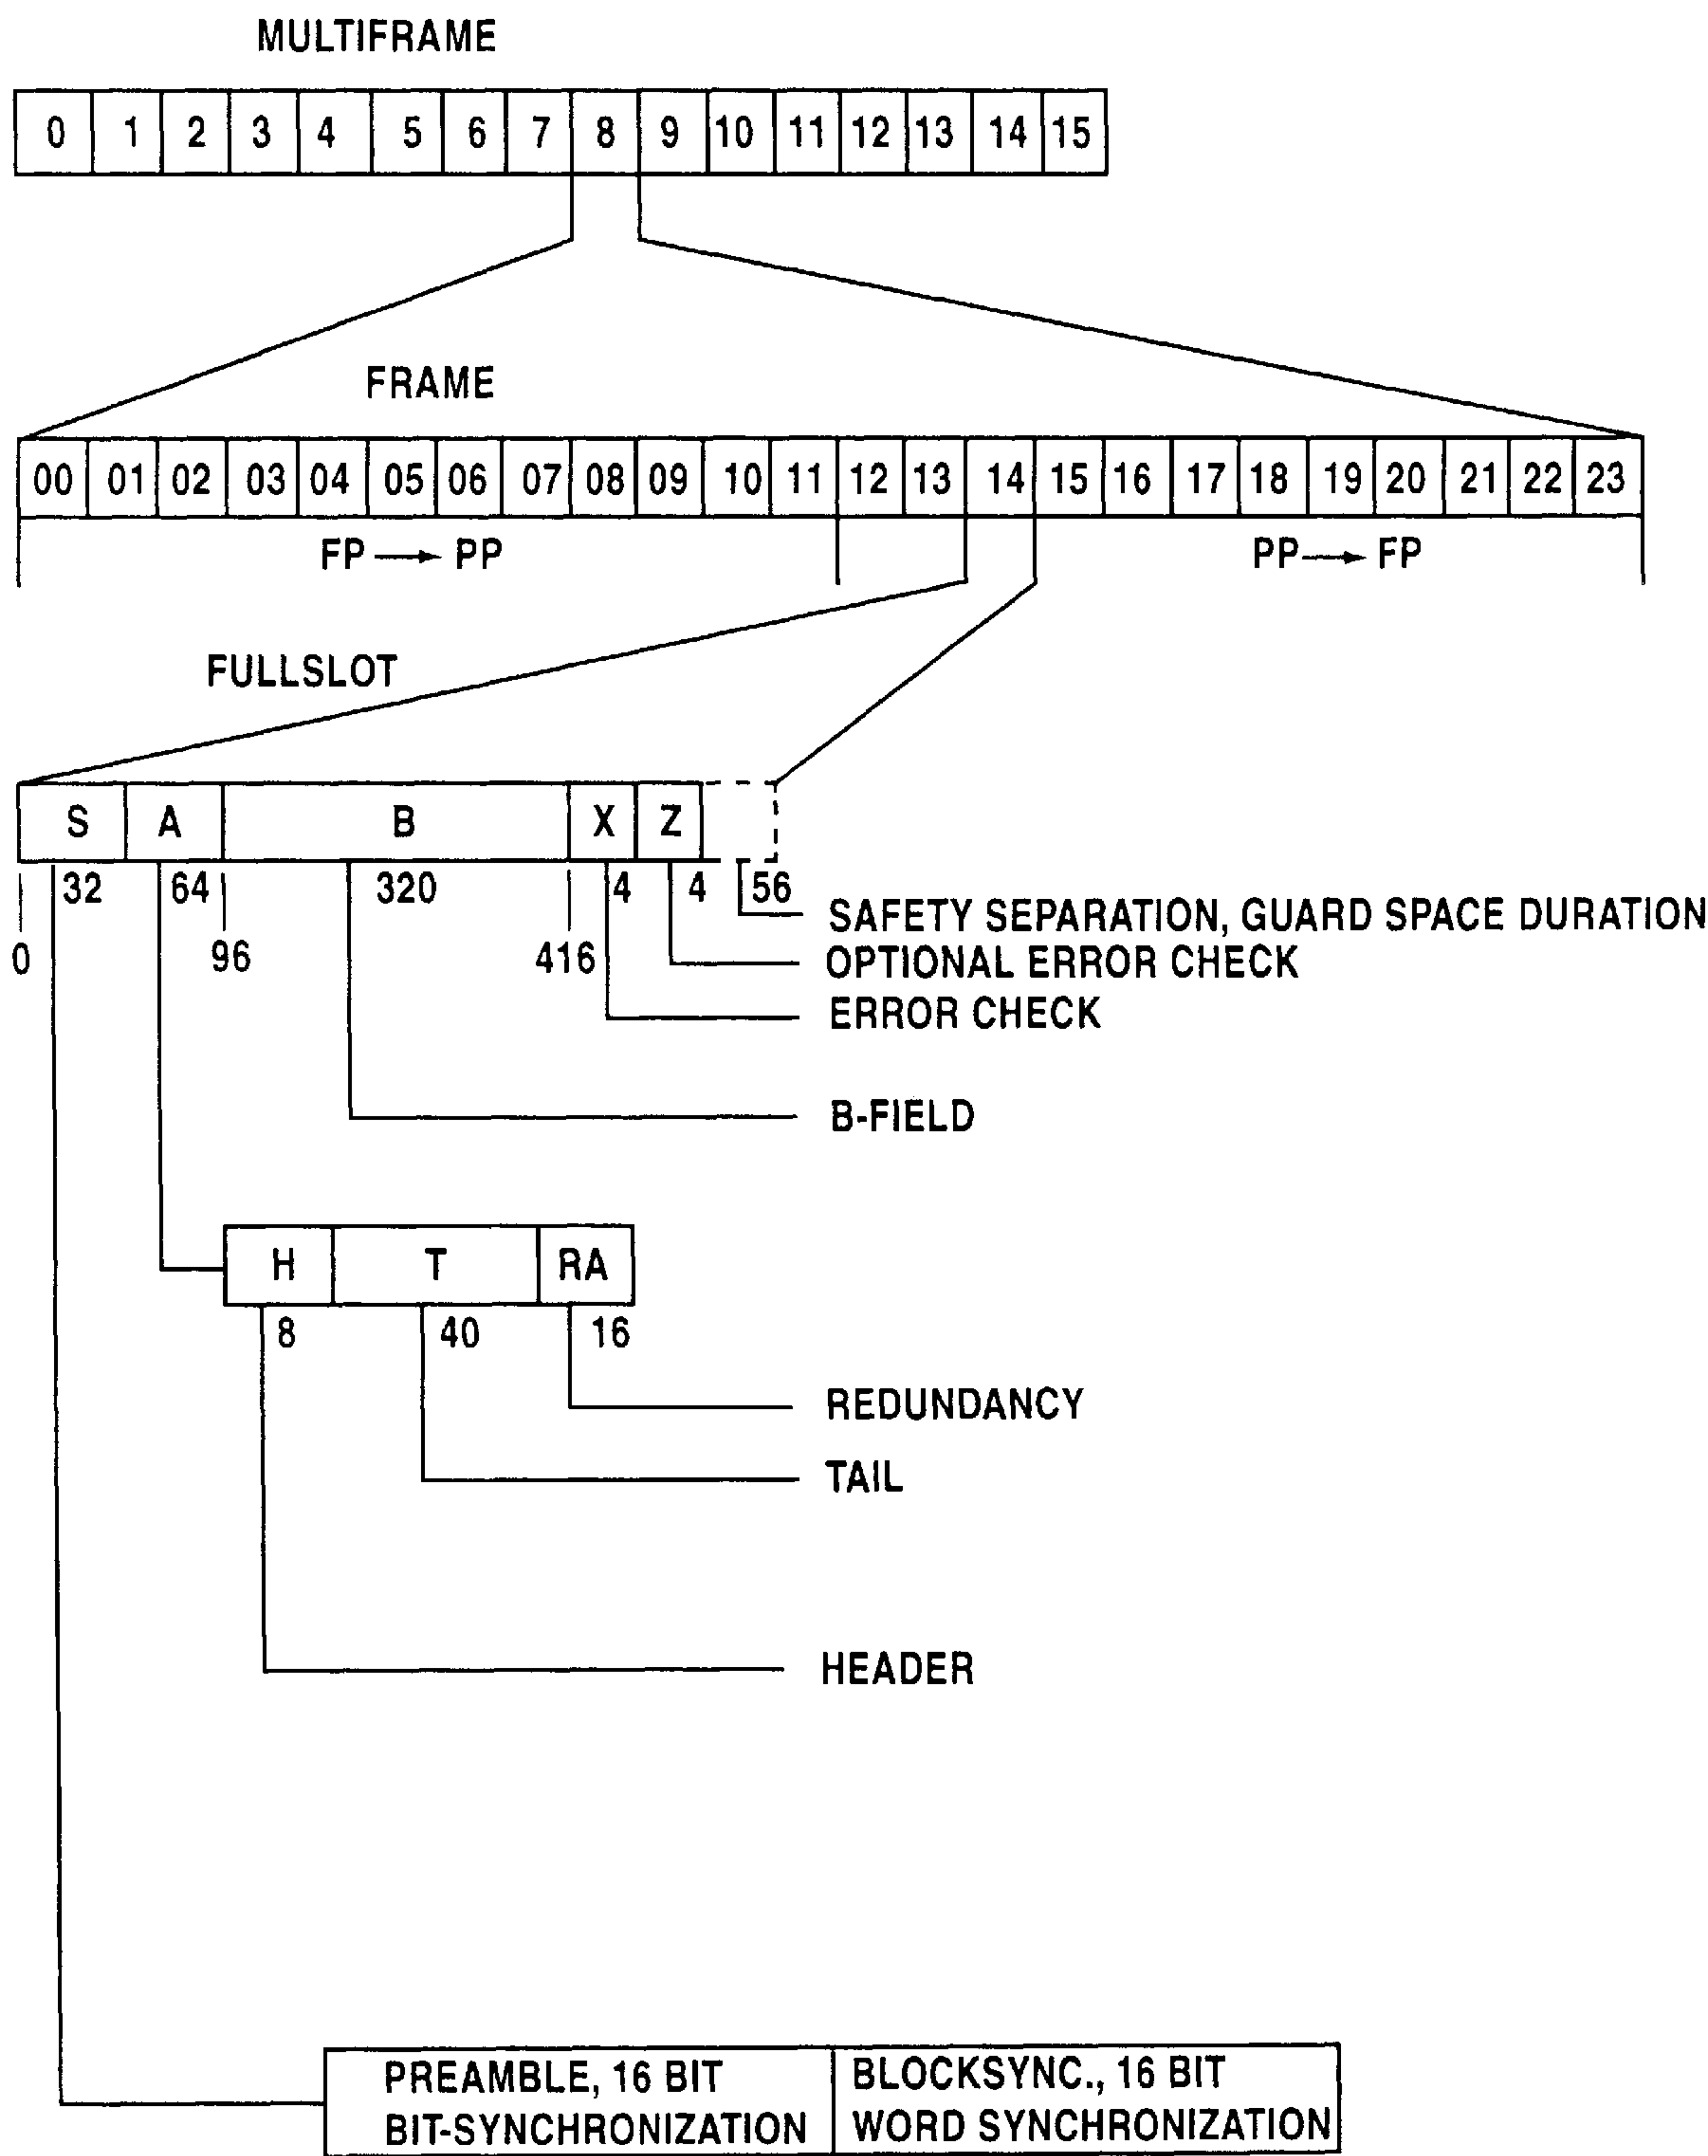 MULTIFRAME
0 1 2 3 4 5 6 7 8 9 10 11 12 13 14 15
FRAME
00 01 02 03 04 05 06 07 08 09 10 11 12 13 14 15 16 17 18 19 20 21 22 23
FP → PP PP → FP
FULLSLOT
S A B X Z
32 64 320 4 4 56
SAFETY SEPARATION, GUARD SPACE DURATION
0 96 416
OPTIONAL ERROR CHECK
ERROR CHECK
B-FIELD
H T RA
8 40 16
REDUNDANCY
TAIL
HEADER
PREAMBLE, 16 BIT
BIT-SYNCHRONIZATION
BLOCKSYNC., 16 BIT
WORD SYNCHRONIZATION